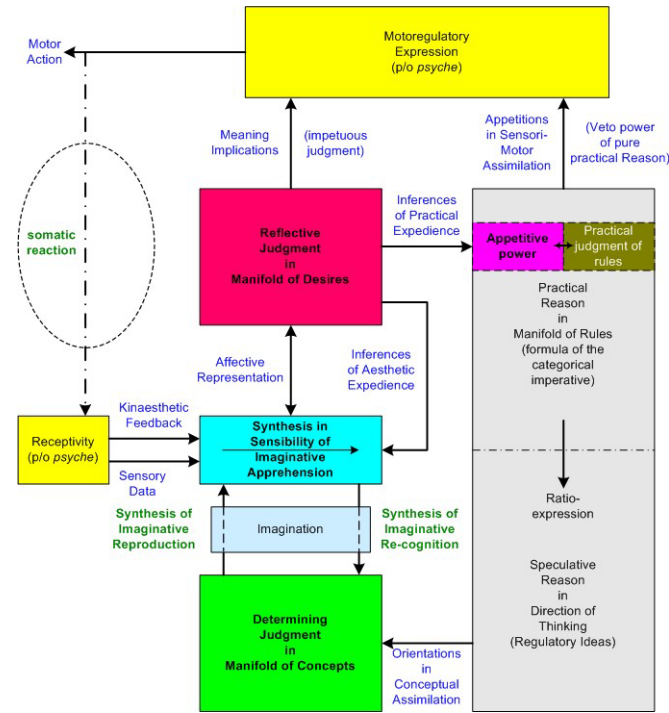 Motor
Action
Motoregulatory
Expression
(p/o psyche)
Meaning
Implications
(impetuous
judgment)
Appetitions
in Sensori-
Motor
Assimilation
(Veto power
of pure
practical Reason)
somatic
reaction
Reflective
Judgment
in
Manifold of Desires
Inferences
of Practical
Expedience
Appetitive
power
Practical
judgment of
rules
Practical
Reason
in
Manifold of Rules
(formula of the
categorical
imperative)
Affective
Representation
Inferences
of Aesthetic
Expedience
Receptivity
(p/o psyche)
Kinaesthetic
Feedback
Sensory
Data
Synthesis in
Sensibility of
Imaginative
Apprehension
Synthesis of
Imaginative
Reproduction
Imagination
Synthesis of
Imaginative
Re-cognition
Ratio-
expression
Speculative
Reason
in
Direction of
Thinking
(Regulatory Ideas)
Determining
Judgment
in
Manifold of Concepts
Orientations
in
Conceptual
Assimilation